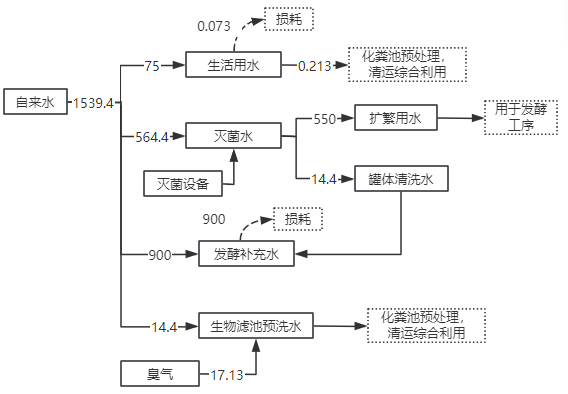 0.073
损耗
75
生活用水
0.213
化粪池预处理，
清运综合利用
自来水
1539.4
564.4
灭菌水
550
扩繁用水
用于发酵
工序
灭菌设备
14.4
罐体清洗水
900
损耗
900
发酵补充水
14.4
生物滤池预洗水
化粪池预处理，
清运综合利用
臭气
17.13